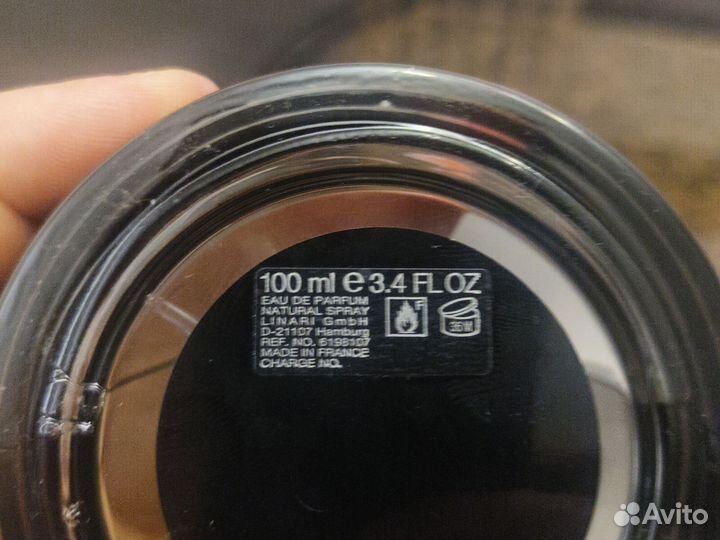 100 ml e 3.4 FL OZ
EAU DE PARFUM
NATURAL SPRAY
LINARI GmbH
D-21107 Hamburg
REF. NO. 6198107
MADE IN FRANCE
CHARGE NO.
F
36 M
Avito